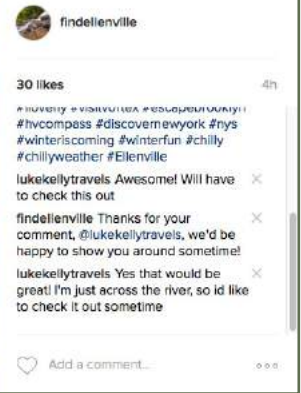 findellenville
30 likes 4h
#hvcompass #discovernewyork #nys
#winteriscoming #winterfun #chilly
#chillyweather #Ellenville
lukekellytravels Awesome! Will have
to check this out
findellenville Thanks for your
comment, @lukekellytravels, we'd be
happy to show you around sometime!
lukekellytravels Yes that would be
great! I'm just across the river, so id like
to check it out sometime
Add a comment...